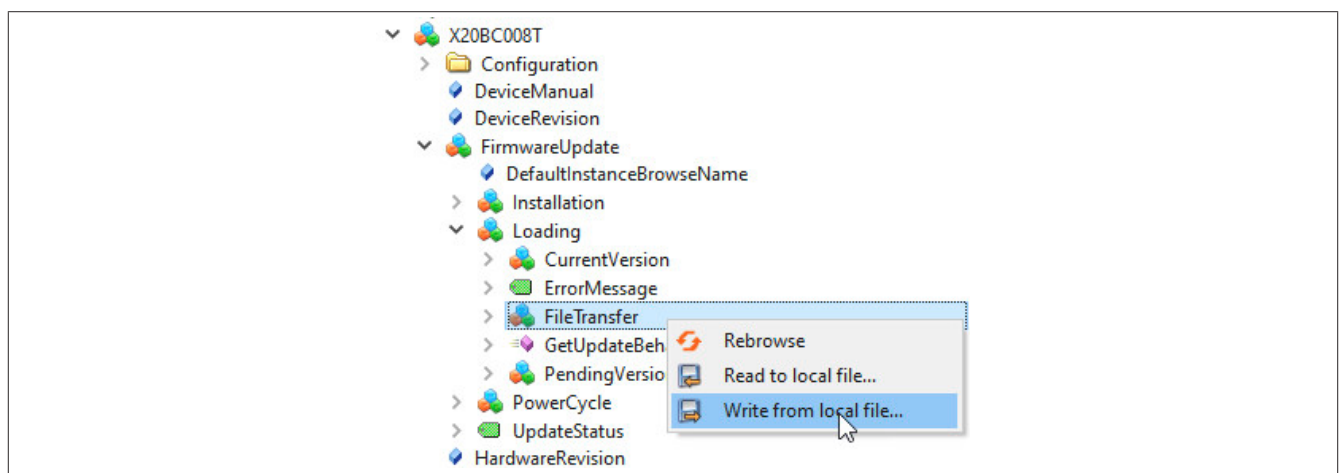 X20BC008T
Configuration
DeviceManual
DeviceRevision
FirmwareUpdate
DefaultInstanceBrowseName
Installation
Loading
CurrentVersion
ErrorMessage
FileTransfer
Rebrowse
GetUpdateBeh
Read to local file...
PendingVersio
Write from local file...
PowerCycle
UpdateStatus
HardwareRevision